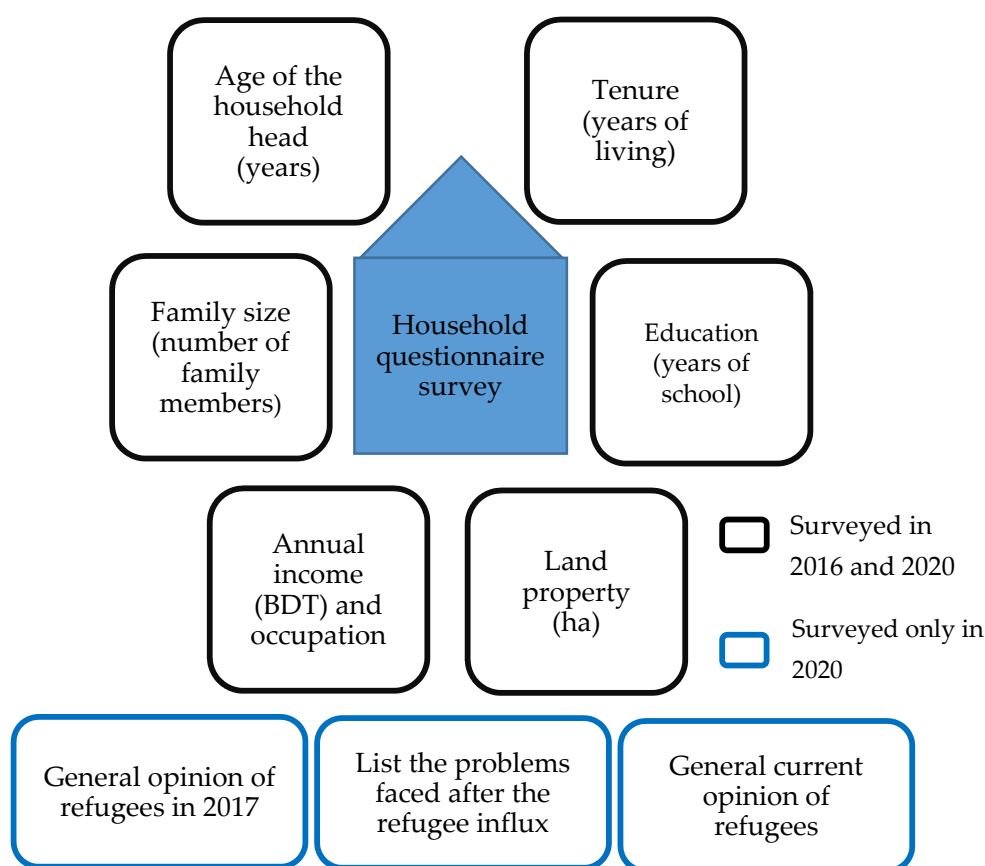 Age of the
household
head
(years)
Tenure
(years of
living)
Family size
(number of
family
members)
Household
questionnaire
survey
Education
(years of
school)
Annual
income
(BDT) and
occupation
Land
property
(ha)
Surveyed in
2016 and 2020
Surveyed only in
2020
General opinion of
refugees in 2017
List the problems
faced after the
refugee influx
General current
opinion of
refugees